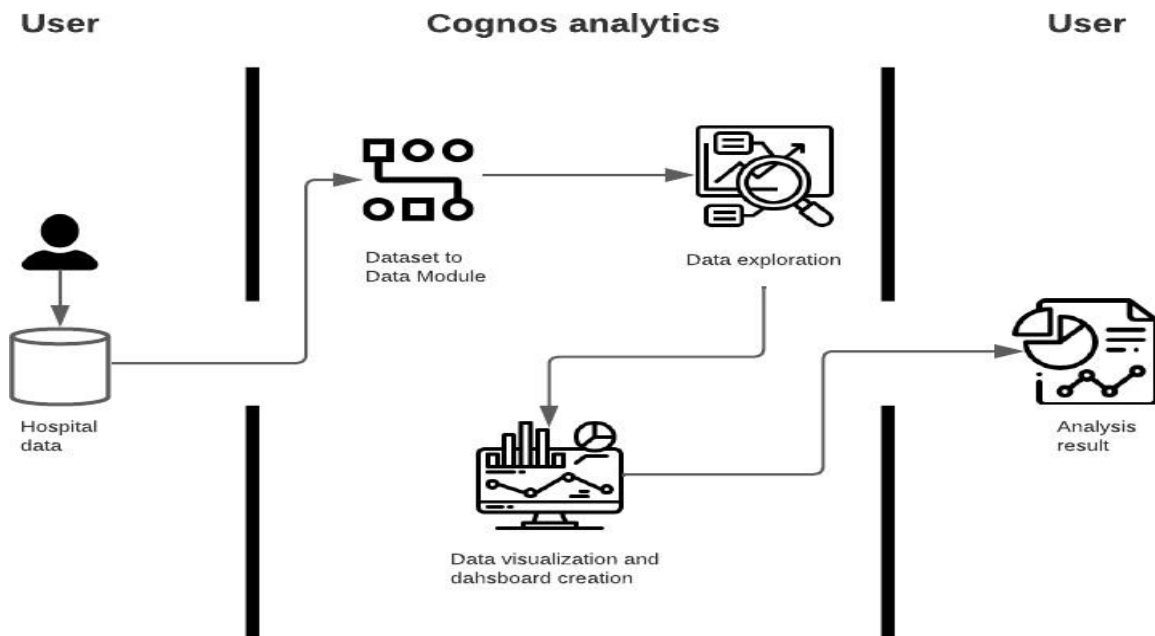 User
Cognos analytics
User
Dataset to
Data Module
Data exploration
Hospital
data
Analysis
result
Data visualization and
dahsboard creation